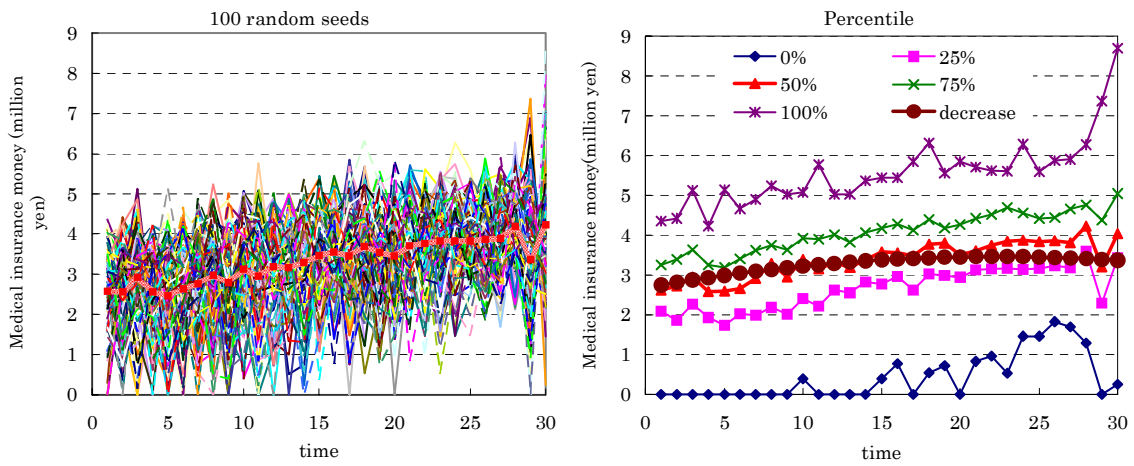 100 random seeds
Medical insurance money (million
yen)
9
8
7
6
5
4
3
2
1
0
0 5 10 15 20 25 30
time
Percentile
Medical insurance money(million yen)
9
8
7
6
5
4
3
2
1
0
0% 25%
50% 75%
100% decrease
0 5 10 15 20 25 30
time